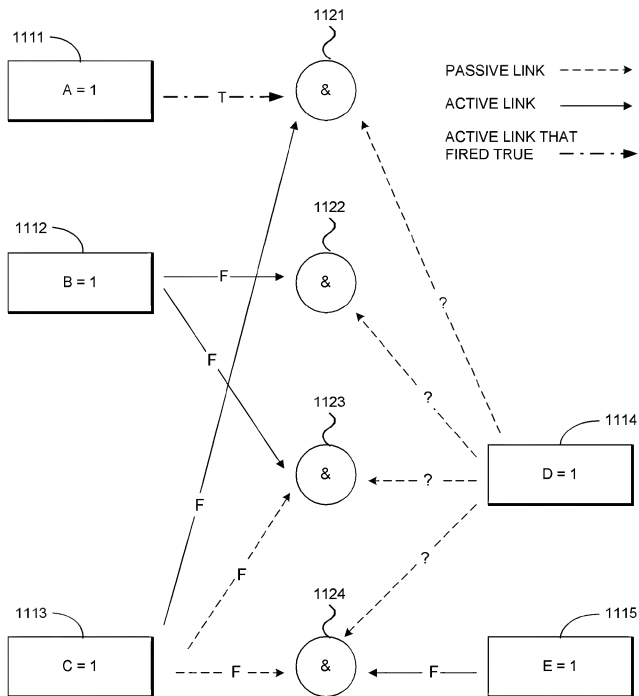 1121
1111
A = 1
T
&
PASSIVE LINK
ACTIVE LINK
ACTIVE LINK THAT
FIRED TRUE
1122
1112
B = 1
F
&
?
F
?
1123
1114
&
?
D = 1
F
?
F
1124
1113
1115
C = 1
F
&
F
E = 1